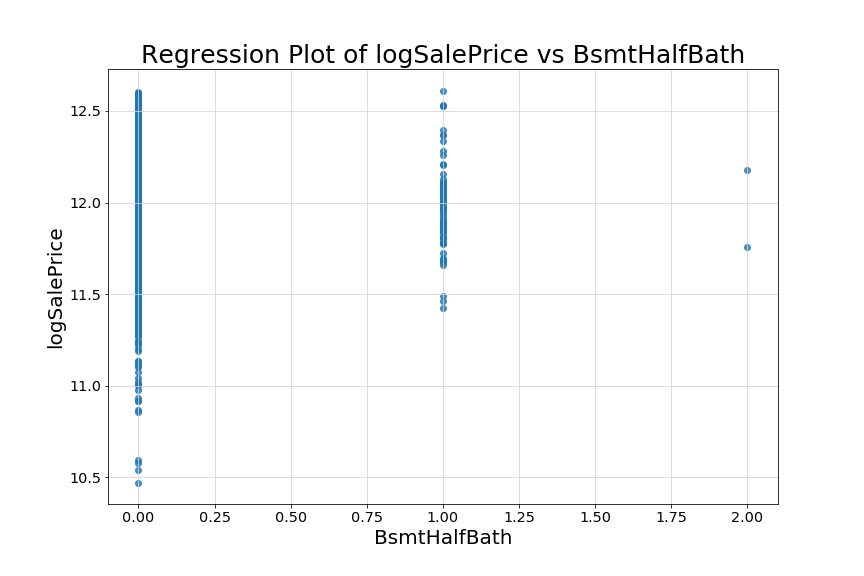 Regression Plot of logSalePrice vs BsmtHalfBath
logSalePrice
12.5
12.0
11.5
11.0
10.5
0.00 0.25 0.50 0.75 1.00 1.25 1.50 1.75 2.00
BsmtHalfBath